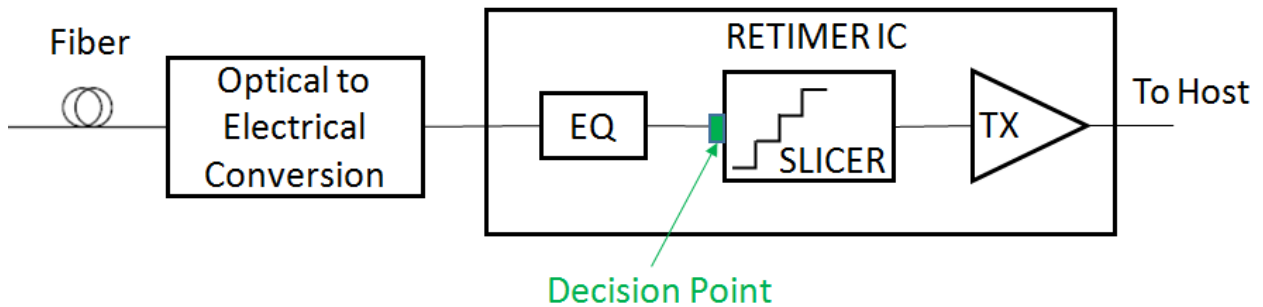 Fiber
Optical to
Electrical
Conversion
RETIMER IC
EQ
SLICER
TX
To Host
Decision Point